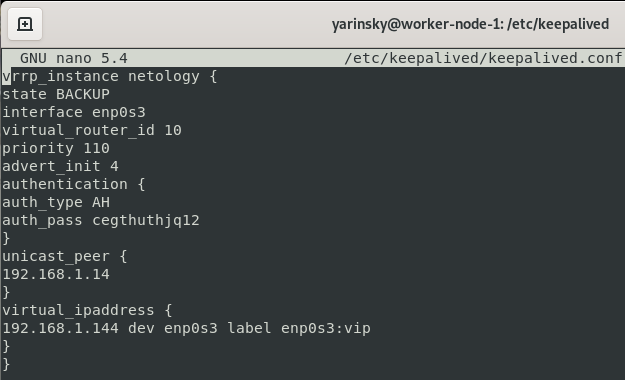 yarinsky@worker-node-1: /etc/keepalived
GNU nano 5.4 /etc/keepalived/keepalived.conf
vrrp_instance netology {
state BACKUP
interface enp0s3
virtual_router_id 10
priority 110
advert_init 4
authentication {
auth_type AH
auth_pass cegthuthjq12
}
unicast_peer {
192.168.1.14
}
virtual_ipaddress {
192.168.1.144 dev enp0s3 label enp0s3:vip
}
}